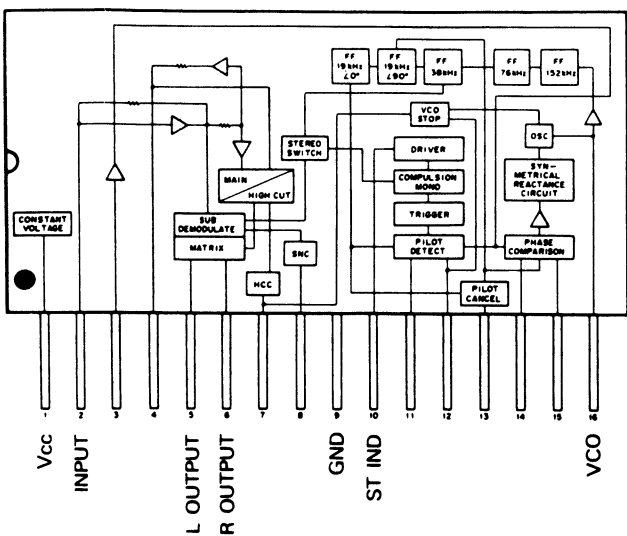 FF
19kHz
∠0°
FF
19kHz
∠90°
FF
38kHz
FF
76kHz
FF
152kHz
VCO
STOP
OSC
STEREO
SWITCH
DRIVER
SYM-
METRICAL
REACTANCE
CIRCUIT
MAIN
HIGH CUT
COMPULSION
MONO
TRIGGER
CONSTANT
VOLTAGE
SUB
DEMODULATE
MATRIX
SNC
PILOT
DETECT
PHASE
COMPARISON
HCC
PILOT
CANCEL
1 2 3 4 5 6 7 8 9 10 11 12 13 14 15 16
Vcc
INPUT
L OUTPUT
R OUTPUT
GND
ST IND
VCO